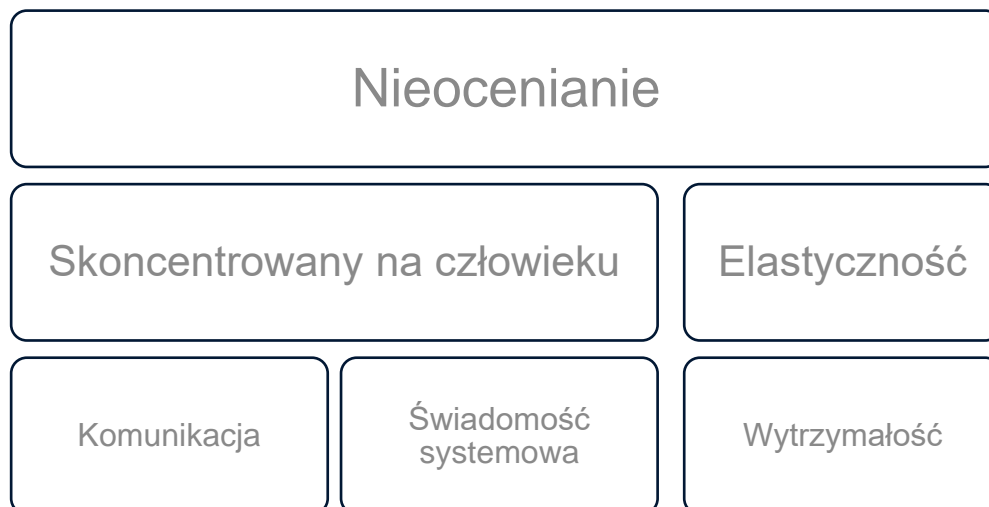 Nieocenianie
Skoncentrowany na człowieku
Elastyczność
Komunikacja
Świadomość
systemowa
Wytrzymałość